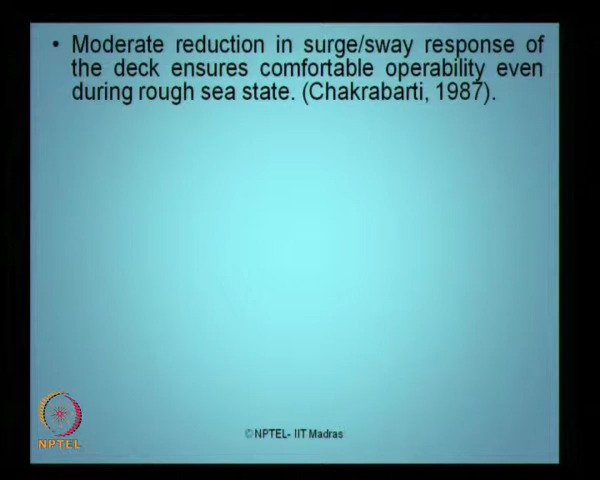 • Moderate reduction in surge/sway response of
the deck ensures comfortable operability even
during rough sea state. (Chakrabarti, 1987).
NPTEL
©NPTEL- IIT Madras